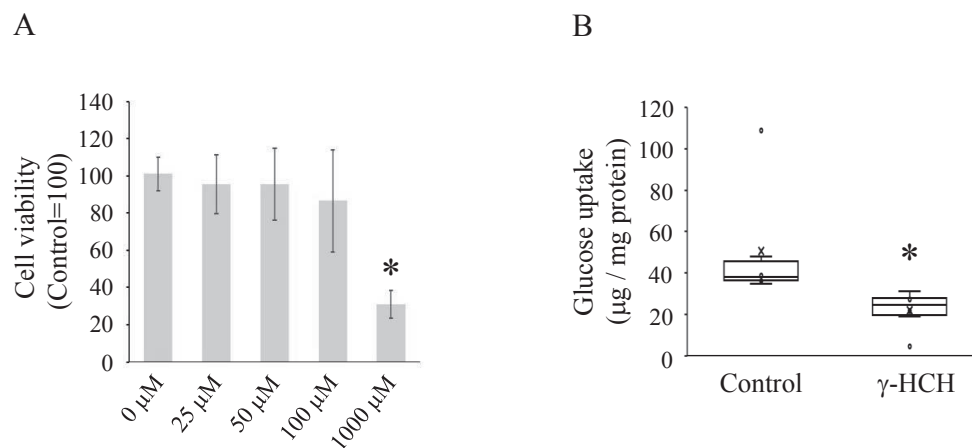 A
Cell viability
(Control=100)
140
120
100
80
60
40
20
0
*
0 μM
25 μM
50 μM
100 μM
1000 μM
B
Glucose uptake
(μg / mg protein)
120
100
80
60
40
20
0
*
Control
γ-HCH